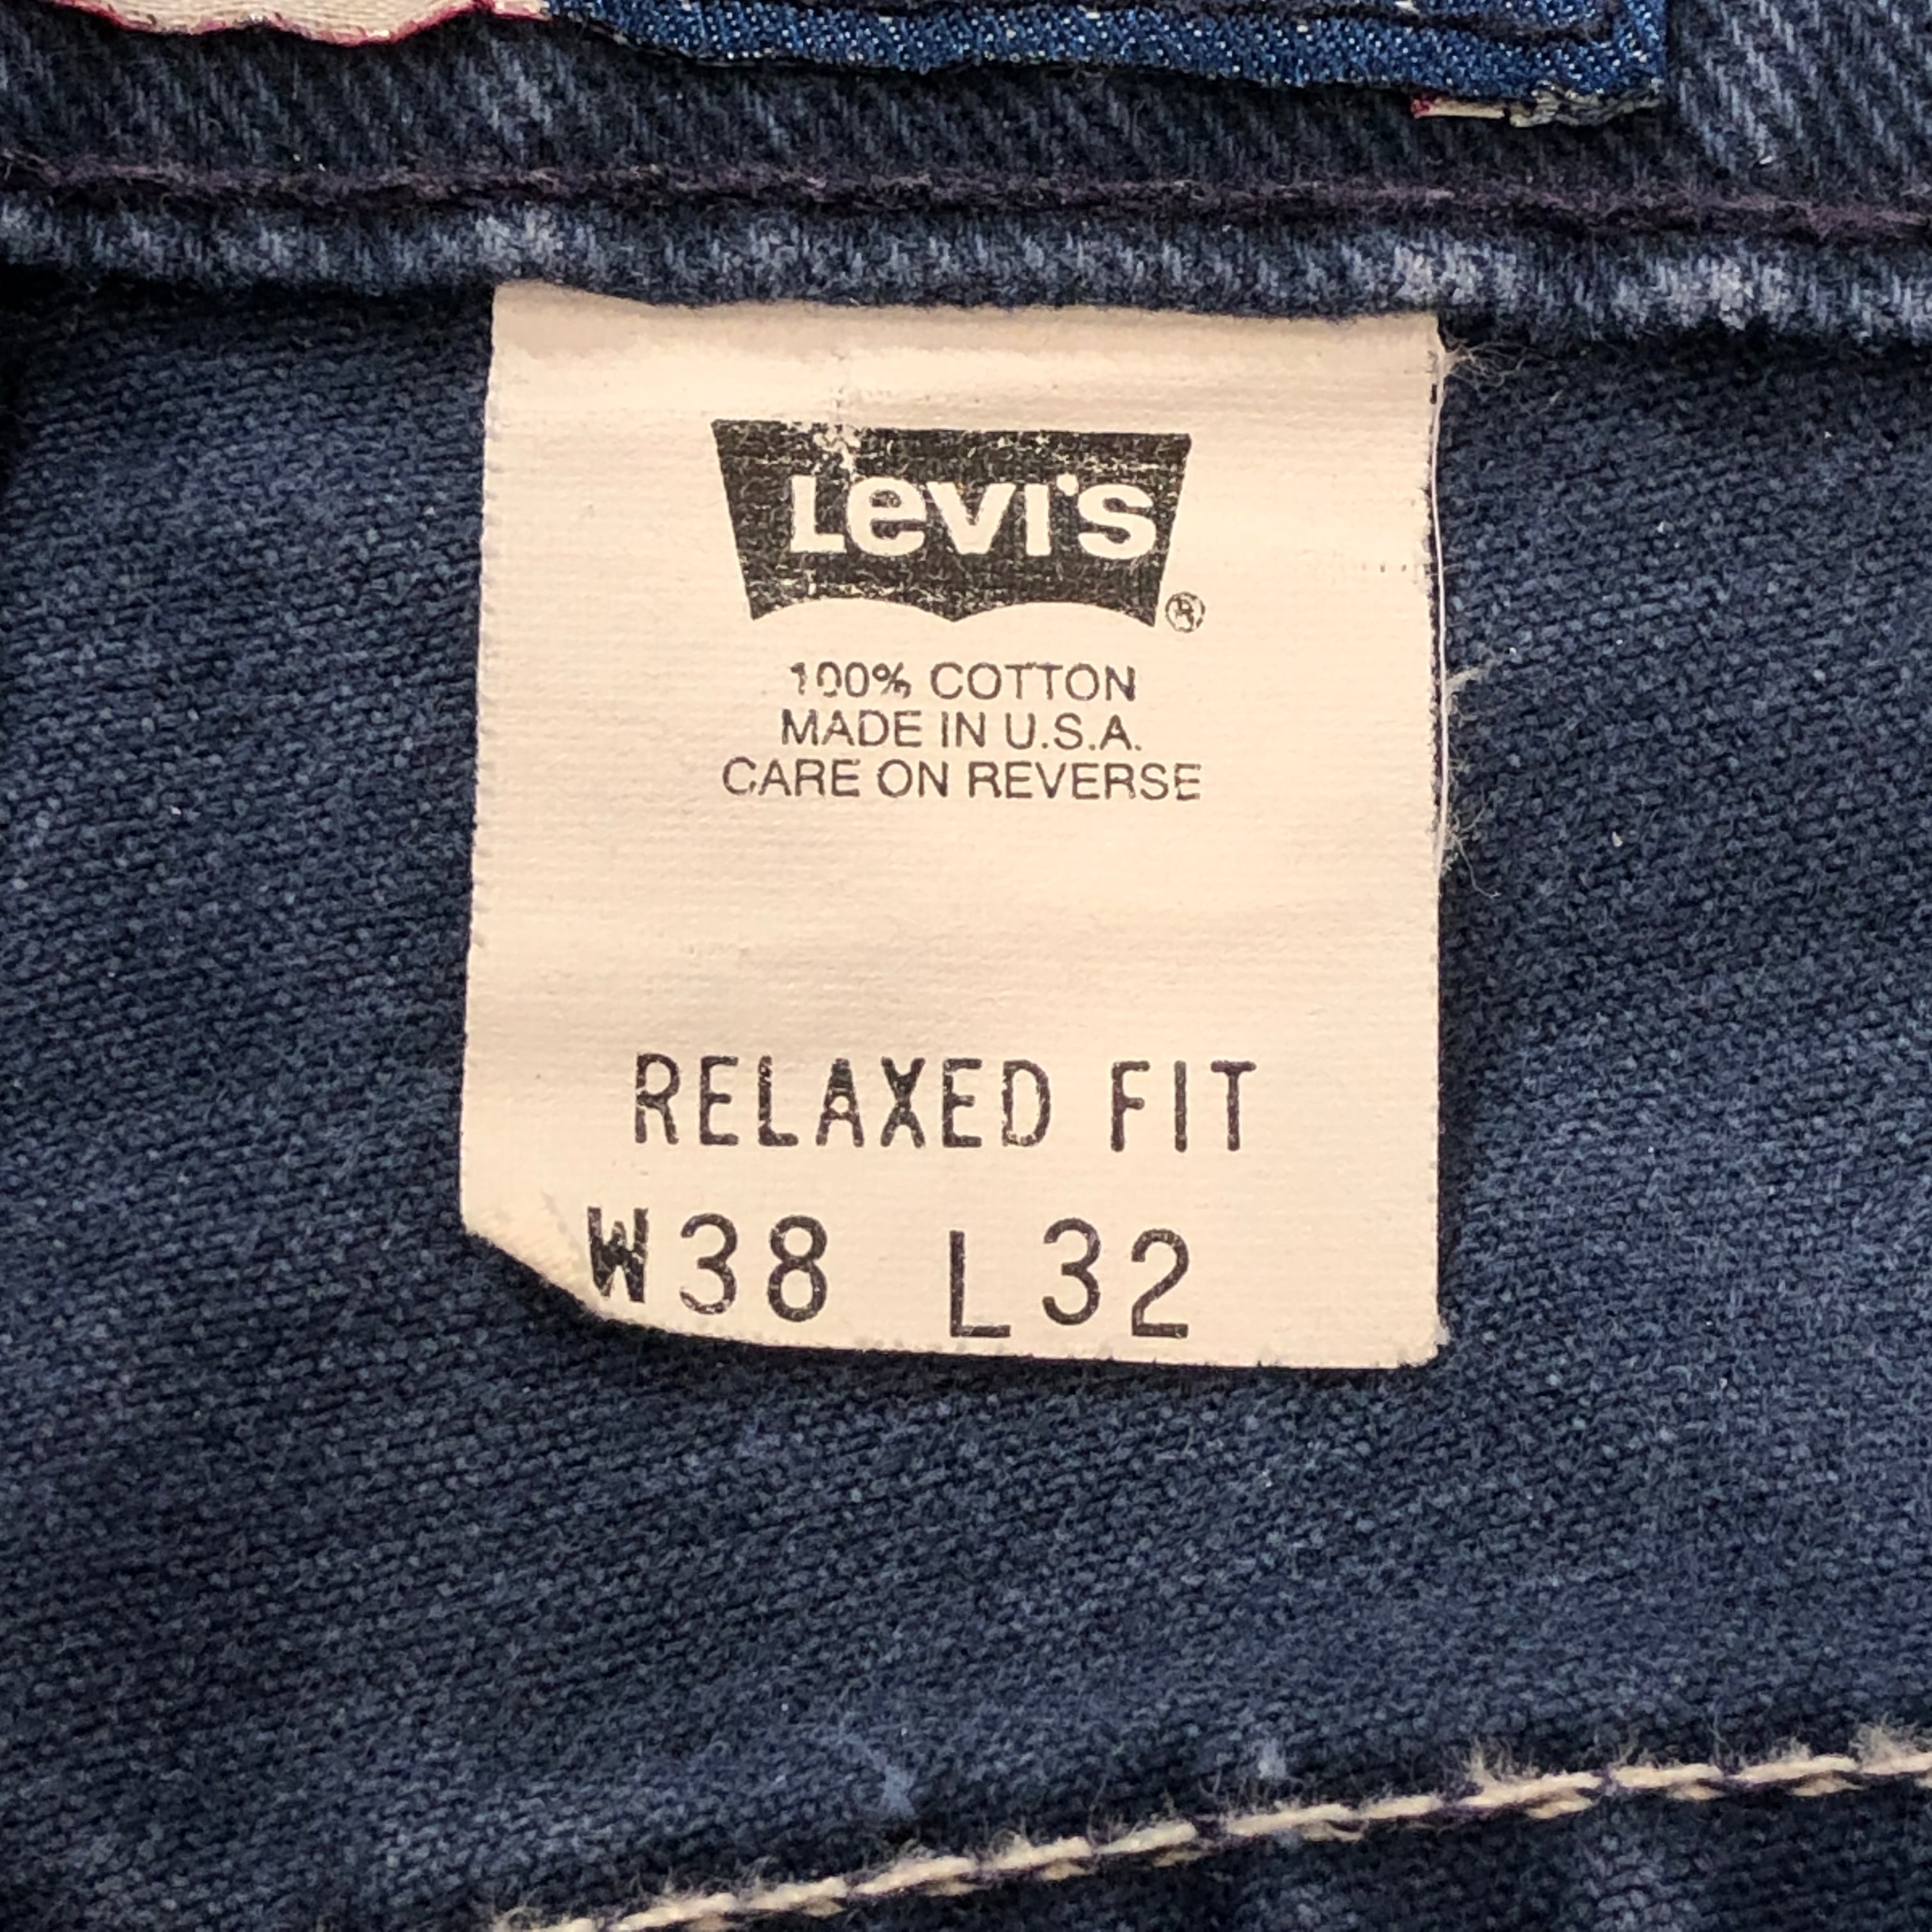 Levi's
®
100% COTTON
MADE IN U.S.A.
CARE ON REVERSE
RELAXED FIT
W38 L32